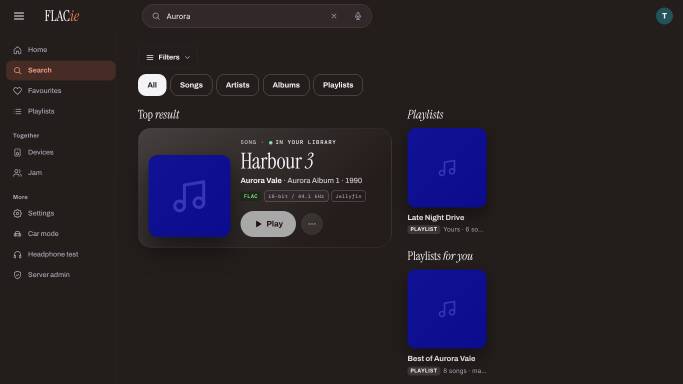 FLACie
Aurora
T
Home
Search
Favourites
Playlists
Together
Devices
Jam
More
Settings
Car mode
Headphone test
Server admin
Filters
All
Songs
Artists
Albums
Playlists
Top result
SONG · IN YOUR LIBRARY
Harbour 3
Aurora Vale · Aurora Album 1 · 1990
FLAC 16-bit / 44.1 kHz Jellyfin
Play
Playlists
Late Night Drive
PLAYLIST Yours · 6 so...
Playlists for you
Best of Aurora Vale
PLAYLIST 8 songs · ma...